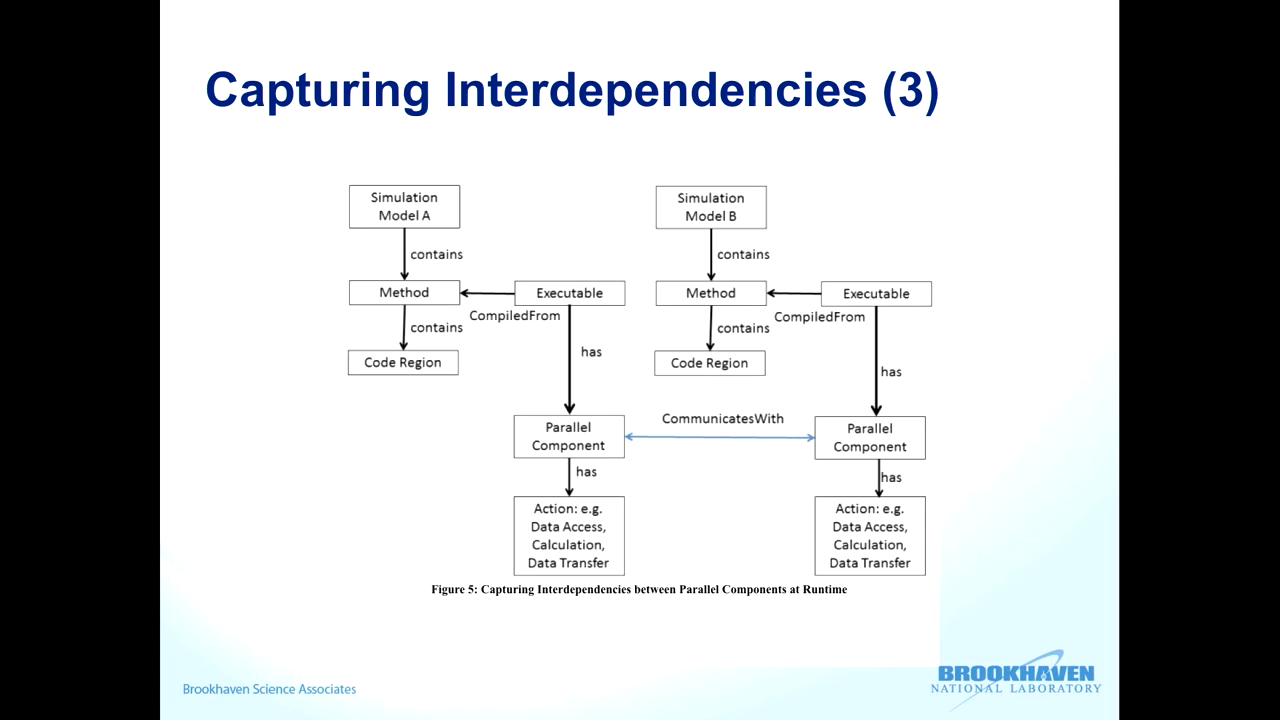 Capturing Interdependencies (3)
Simulation
Model A
contains
Method
Executable
CompiledFrom
contains
Code Region
has
Parallel
Component
has
Action: e.g.
Data Access,
Calculation,
Data Transfer
CommunicatesWith
Simulation
Model B
contains
Method
Executable
CompiledFrom
contains
Code Region
has
Parallel
Component
has
Action: e.g.
Data Access,
Calculation,
Data Transfer
Figure 5: Capturing Interdependencies between Parallel Components at Runtime
Brookhaven Science Associates
BROOKHAVEN
NATIONAL LABORATORY